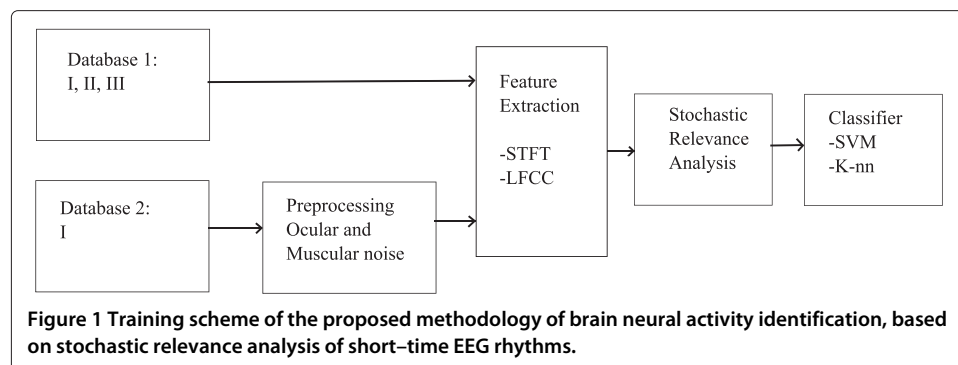 Database 1:
I, II, III
Database 2:
I
Preprocessing
Ocular and
Muscular noise
Feature
Extraction
-STFT
-LFCC
Stochastic
Relevance
Analysis
Classifier
-SVM
-K-nn
Figure 1 Training scheme of the proposed methodology of brain neural activity identification, based
on stochastic relevance analysis of short–time EEG rhythms.